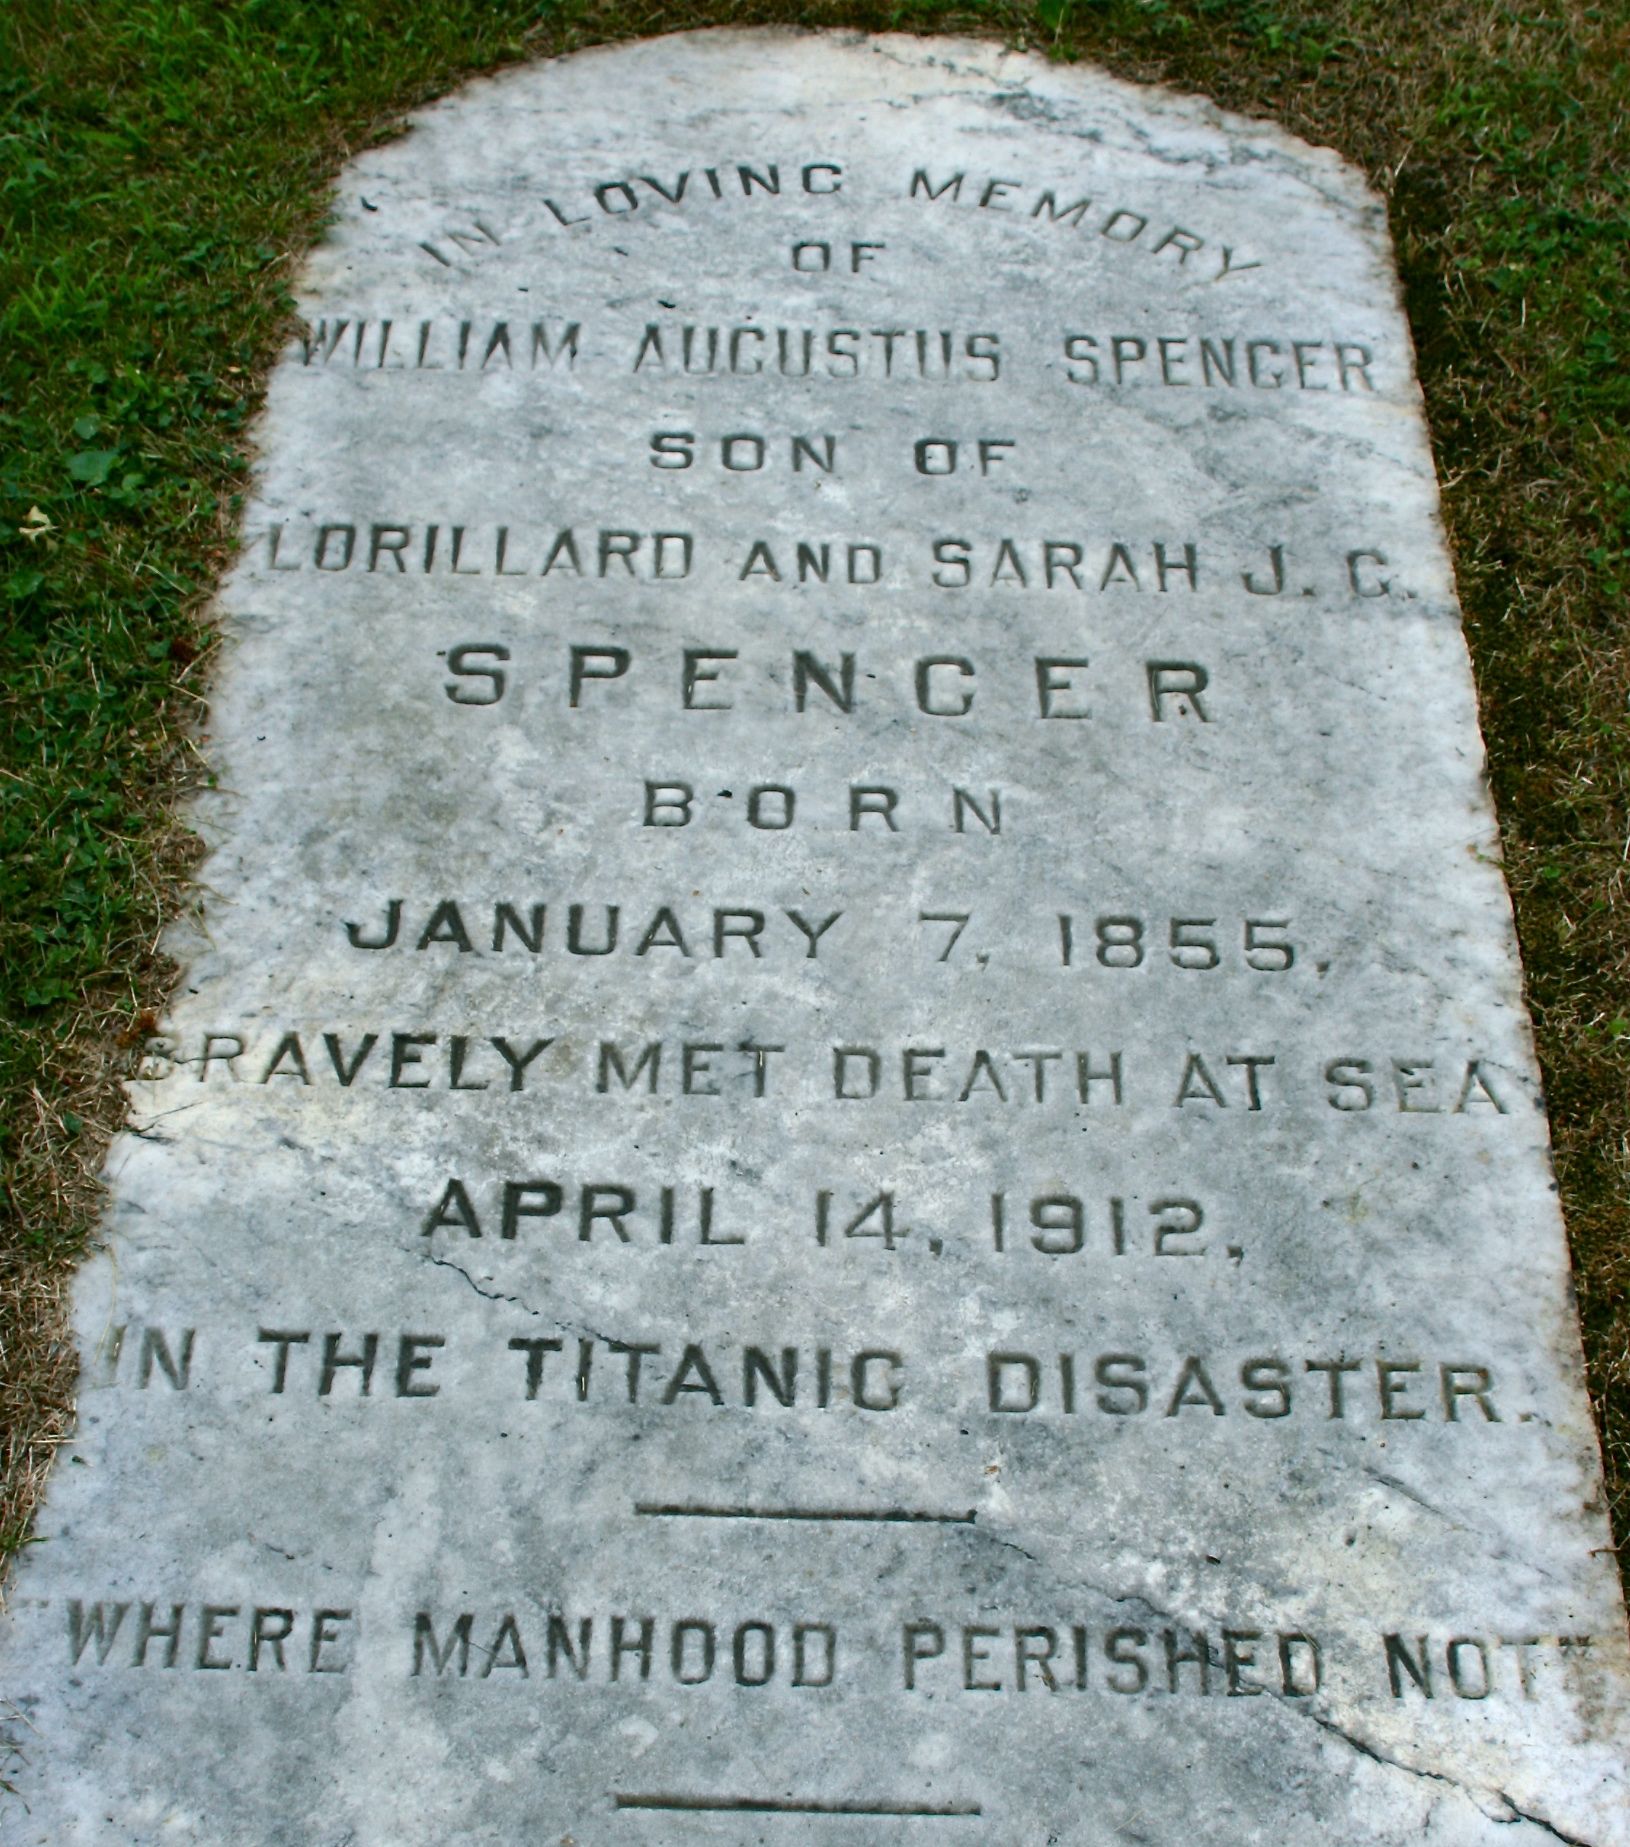 IN LOVING MEMORY
OF
WILLIAM AUGUSTUS SPENCER
SON OF
LORILLARD AND SARAH J. C.
SPENCER
BORN
JANUARY 7, 1855,
BRAVELY MET DEATH AT SEA
APRIL 14, 1912,
IN THE TITANIC DISASTER.
"WHERE MANHOOD PERISHED NOT"